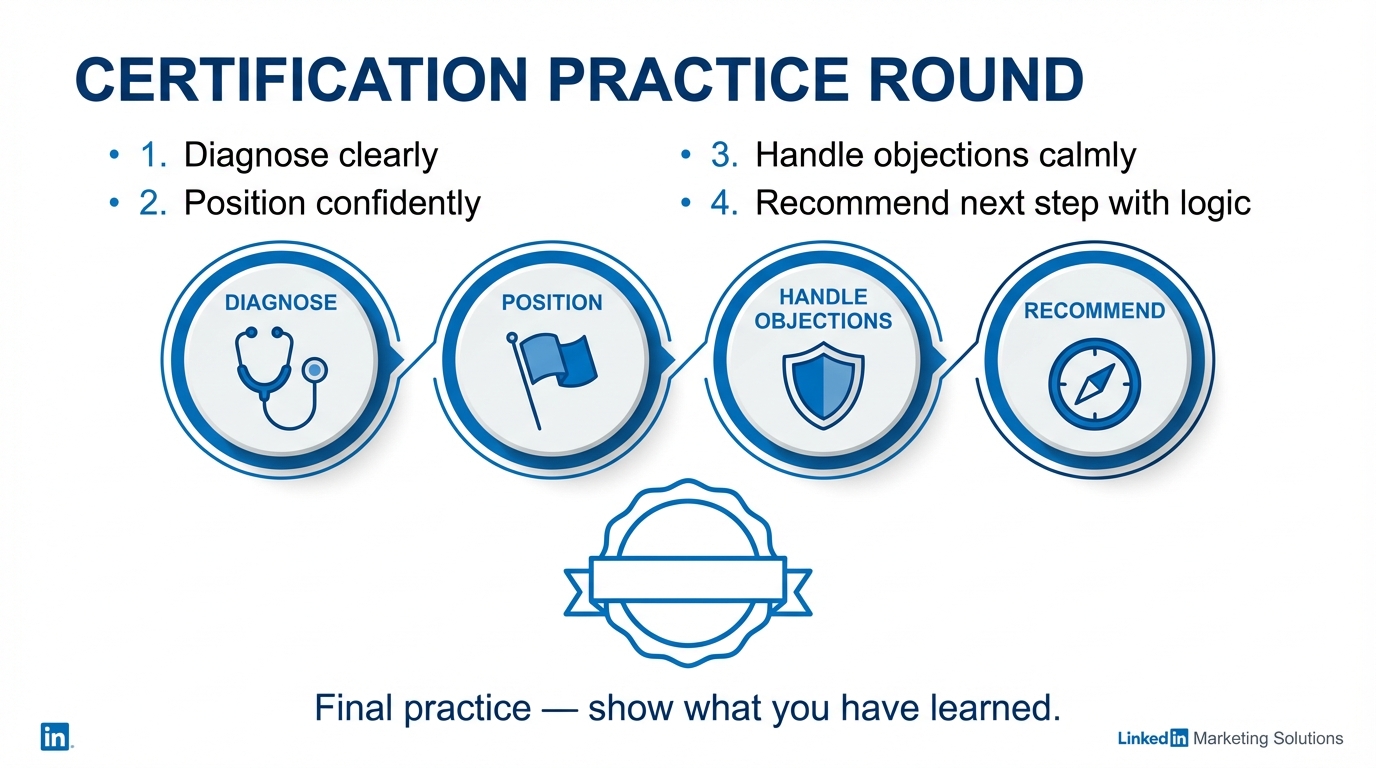 CERTIFICATION PRACTICE ROUND
• 1. Diagnose clearly
• 2. Position confidently
• 3. Handle objections calmly
• 4. Recommend next step with logic
DIAGNOSE
POSITION
HANDLE
OBJECTIONS
RECOMMEND
Final practice — show what you have learned.
in
Linked in Marketing Solutions